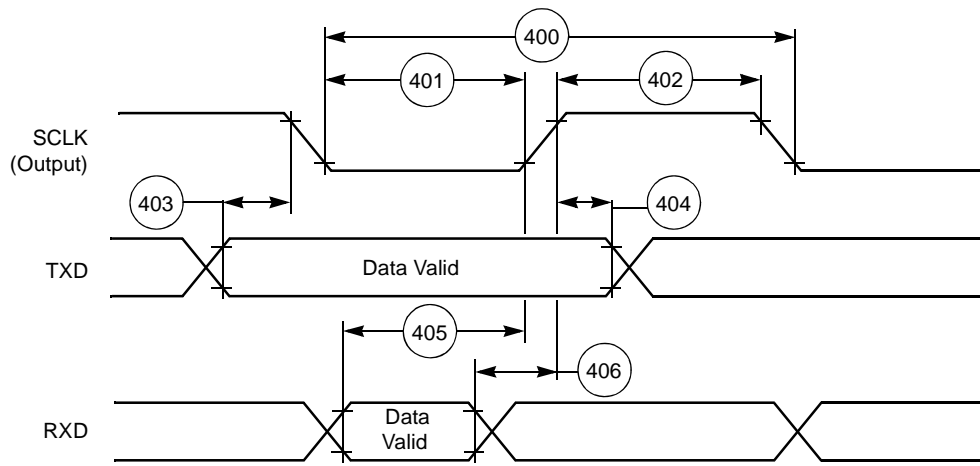 400
401
402
SCLK
(Output)
403
404
TXD
Data Valid
405
406
RXD
Data
Valid